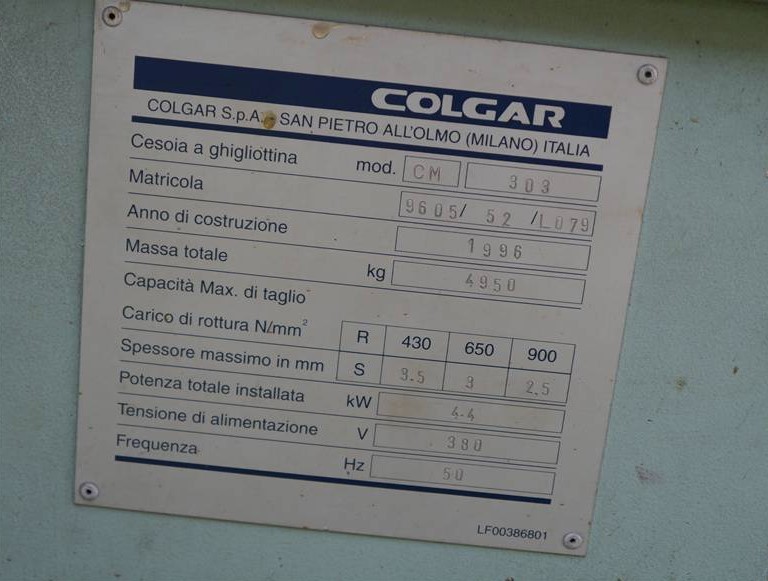 COLGAR
COLGAR S.p.A. - SAN PIETRO ALL'OLMO (MILANO) ITALIA
Cesoia a ghigliottina mod. CM 303
Matricola 9605/ 52 /L079
Anno di costruzione 1996
Massa totale kg 4950
Capacità Max. di taglio
Carico di rottura N/mm² R 430 650 900
Spessore massimo in mm S 3.5 3 2.5
Potenza totale installata kW 4.4
Tensione di alimentazione V 380
Frequenza Hz 50
LF00386801